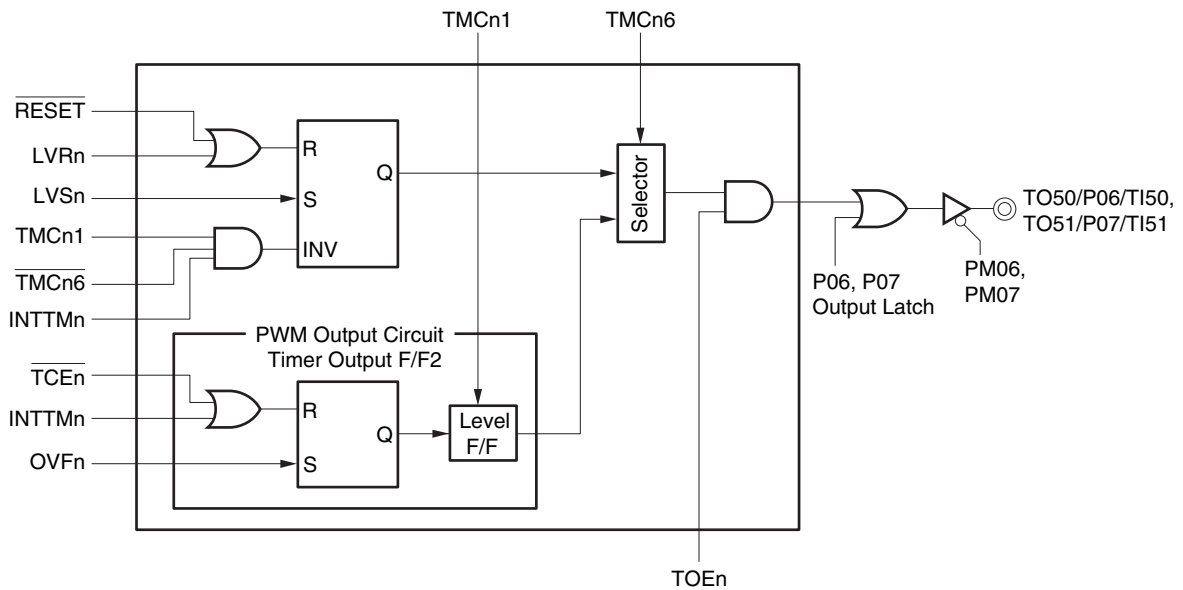 TMCn1
TMCn6
RESET
LVRn
LVSn
TMCn1
TMCn6
INTTMn
R
S
INV
Q
Selector
TO50/P06/TI50,
TO51/P07/TI51
P06, P07
Output Latch
PM06,
PM07
PWM Output Circuit
Timer Output F/F2
TCEn
INTTMn
OVFn
R
S
Q
Level
F/F
TOEn